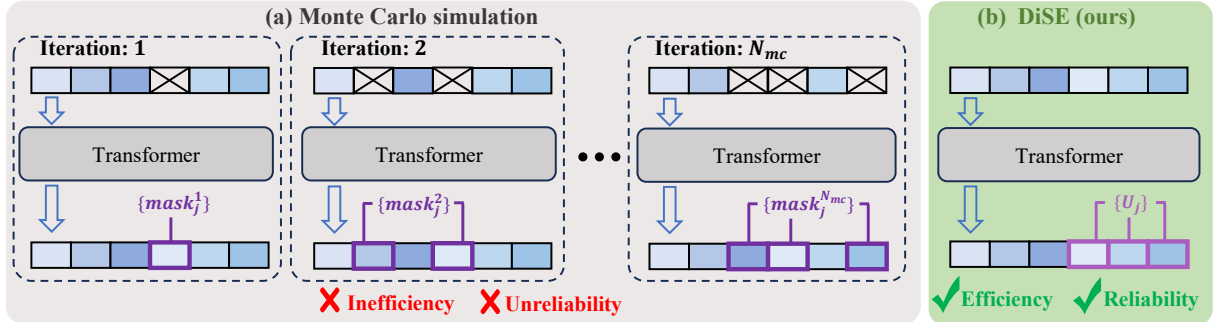 (a) Monte Carlo simulation
Iteration: 1
Transformer
{mask_j^1}
Iteration: 2
Transformer
{mask_j^2}
•••
Iteration: N_mc
Transformer
{mask_j^{N_mc}}
✗ Inefficiency ✗ Unreliability
(b) DiSE (ours)
Transformer
{U_j}
✓ Efficiency ✓ Reliability